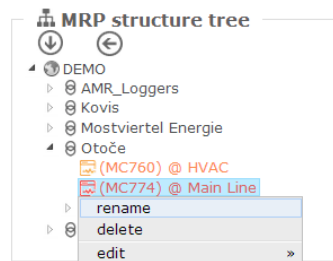 MRP structure tree
DEMO
AMR_Loggers
Kovis
Mostviertel Energie
Otoče
(MC760) @ HVAC
(MC774) @ Main Line
rename
delete
edit »